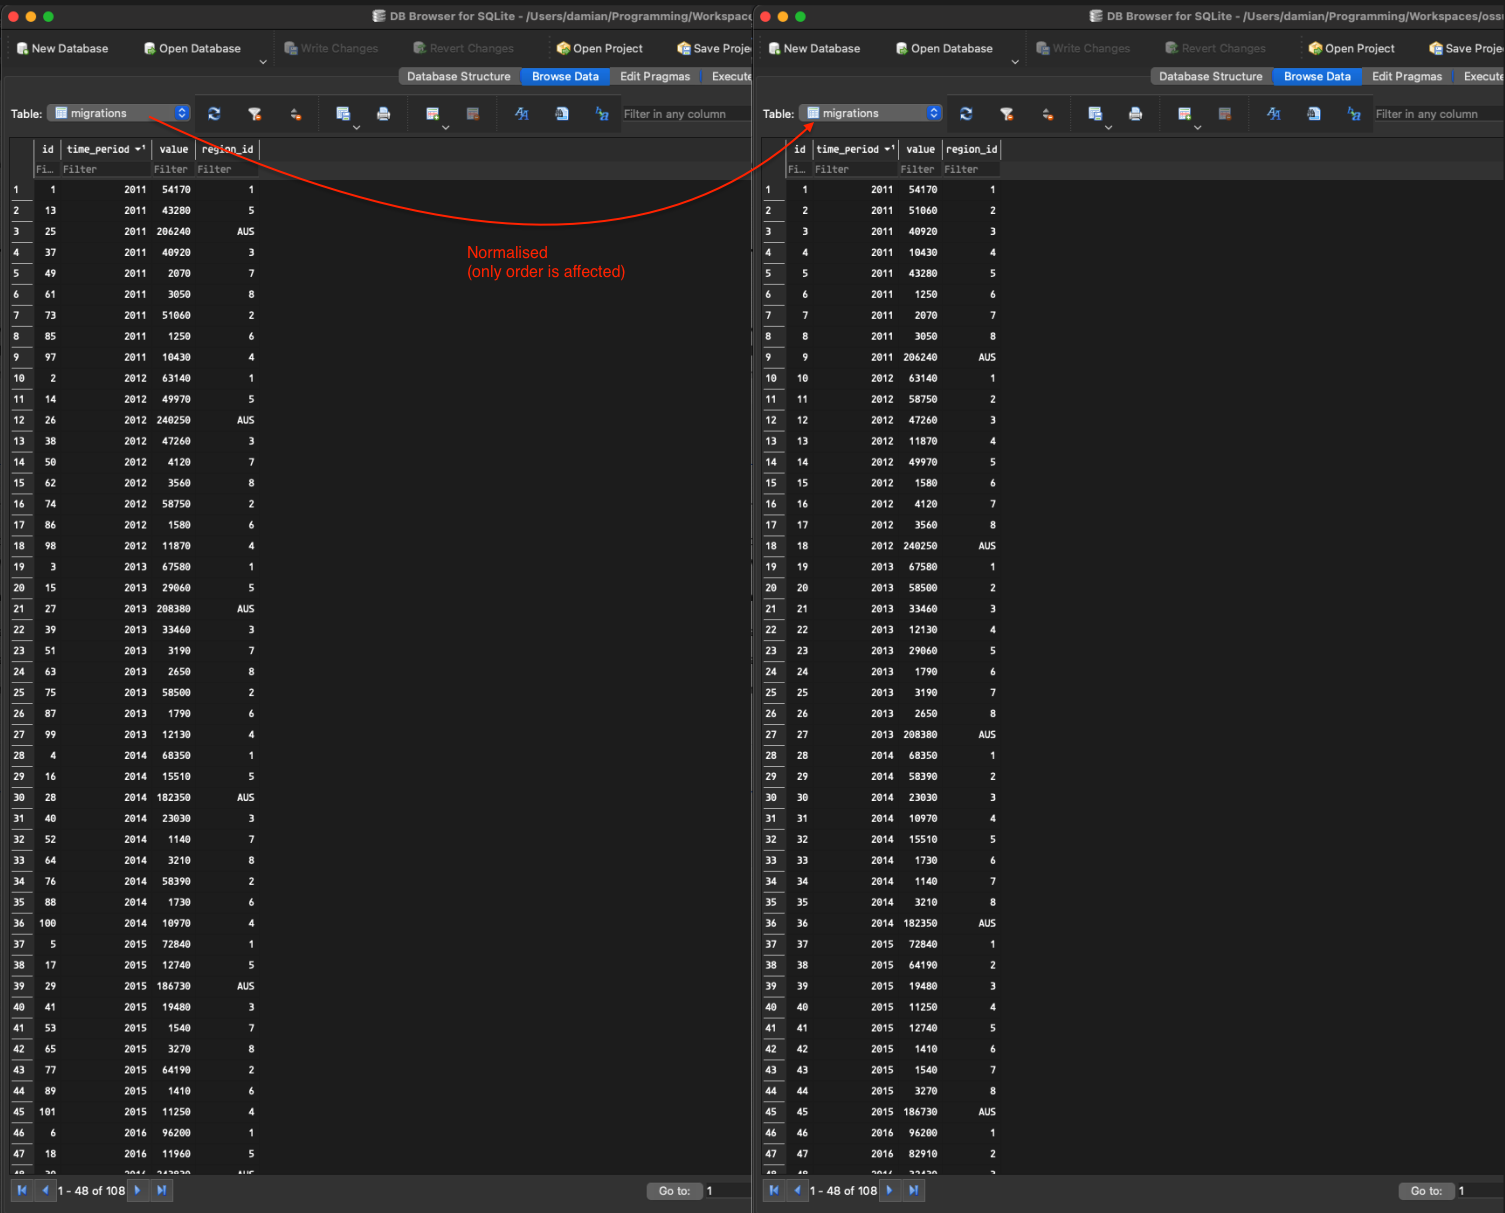 DB Browser for SQLite - /Users/damian/Programming/Workspace
New Database Open Database Write Changes Revert Changes Open Project Save Proje
Database Structure Browse Data Edit Pragmas Execute
Table: migrations Filter in any column
id time_period value region_id
Fi… Filter Filter Filter
1 1 2011 54170 1
2 13 2011 43280 5
3 25 2011 206240 AUS
4 37 2011 40920 3
5 49 2011 2070 7
6 61 2011 3050 8
7 73 2011 51060 2
8 85 2011 1250 6
9 97 2011 10430 4
10 2 2012 63140 1
11 14 2012 49970 5
12 26 2012 240250 AUS
13 38 2012 47260 3
14 50 2012 4120 7
15 62 2012 3560 8
16 74 2012 58750 2
17 86 2012 1580 6
18 98 2012 11870 4
19 3 2013 67580 1
20 15 2013 29060 5
21 27 2013 208380 AUS
22 39 2013 33460 3
23 51 2013 3190 7
24 63 2013 2650 8
25 75 2013 58500 2
26 87 2013 1790 6
27 99 2013 12130 4
28 4 2014 68350 1
29 16 2014 15510 5
30 28 2014 182350 AUS
31 40 2014 23030 3
32 52 2014 1140 7
33 64 2014 3210 8
34 76 2014 58390 2
35 88 2014 1730 6
36 100 2014 10970 4
37 5 2015 72840 1
38 17 2015 12740 5
39 29 2015 186730 AUS
40 41 2015 19480 3
41 53 2015 1540 7
42 65 2015 3270 8
43 77 2015 64190 2
44 89 2015 1410 6
45 101 2015 11250 4
46 6 2016 96200 1
47 18 2016 11960 5
1 - 48 of 108 Go to: 1
Normalised
(only order is affected)
DB Browser for SQLite - /Users/damian/Programming/Workspaces/oss
New Database Open Database Write Changes Revert Changes Open Project Save Proje
Database Structure Browse Data Edit Pragmas Execute
Table: migrations Filter in any column
id time_period value region_id
Fi… Filter Filter Filter
1 1 2011 54170 1
2 2 2011 51060 2
3 3 2011 40920 3
4 4 2011 10430 4
5 5 2011 43280 5
6 6 2011 1250 6
7 7 2011 2070 7
8 8 2011 3050 8
9 9 2011 206240 AUS
10 10 2012 63140 1
11 11 2012 58750 2
12 12 2012 47260 3
13 13 2012 11870 4
14 14 2012 49970 5
15 15 2012 1580 6
16 16 2012 4120 7
17 17 2012 3560 8
18 18 2012 240250 AUS
19 19 2013 67580 1
20 20 2013 58500 2
21 21 2013 33460 3
22 22 2013 12130 4
23 23 2013 29060 5
24 24 2013 1790 6
25 25 2013 3190 7
26 26 2013 2650 8
27 27 2013 208380 AUS
28 28 2014 68350 1
29 29 2014 58390 2
30 30 2014 23030 3
31 31 2014 10970 4
32 32 2014 15510 5
33 33 2014 1730 6
34 34 2014 1140 7
35 35 2014 3210 8
36 36 2014 182350 AUS
37 37 2015 72840 1
38 38 2015 64190 2
39 39 2015 19480 3
40 40 2015 11250 4
41 41 2015 12740 5
42 42 2015 1410 6
43 43 2015 1540 7
44 44 2015 3270 8
45 45 2015 186730 AUS
46 46 2016 96200 1
47 47 2016 82910 2
1 - 48 of 108 Go to: 1